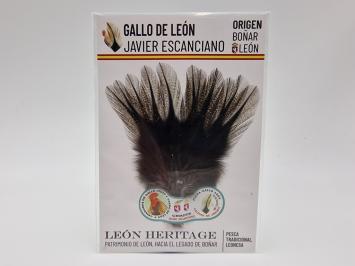 GALLO DE LEÓN
JAVIER ESCANCIANO
ORIGEN
BOÑAR
LEÓN
LEÓN HERITAGE
PATRIMONIO DE LEÓN, HACIA EL LEGADO DE BOÑAR
PESCA
TRADICIONAL
LEONESA